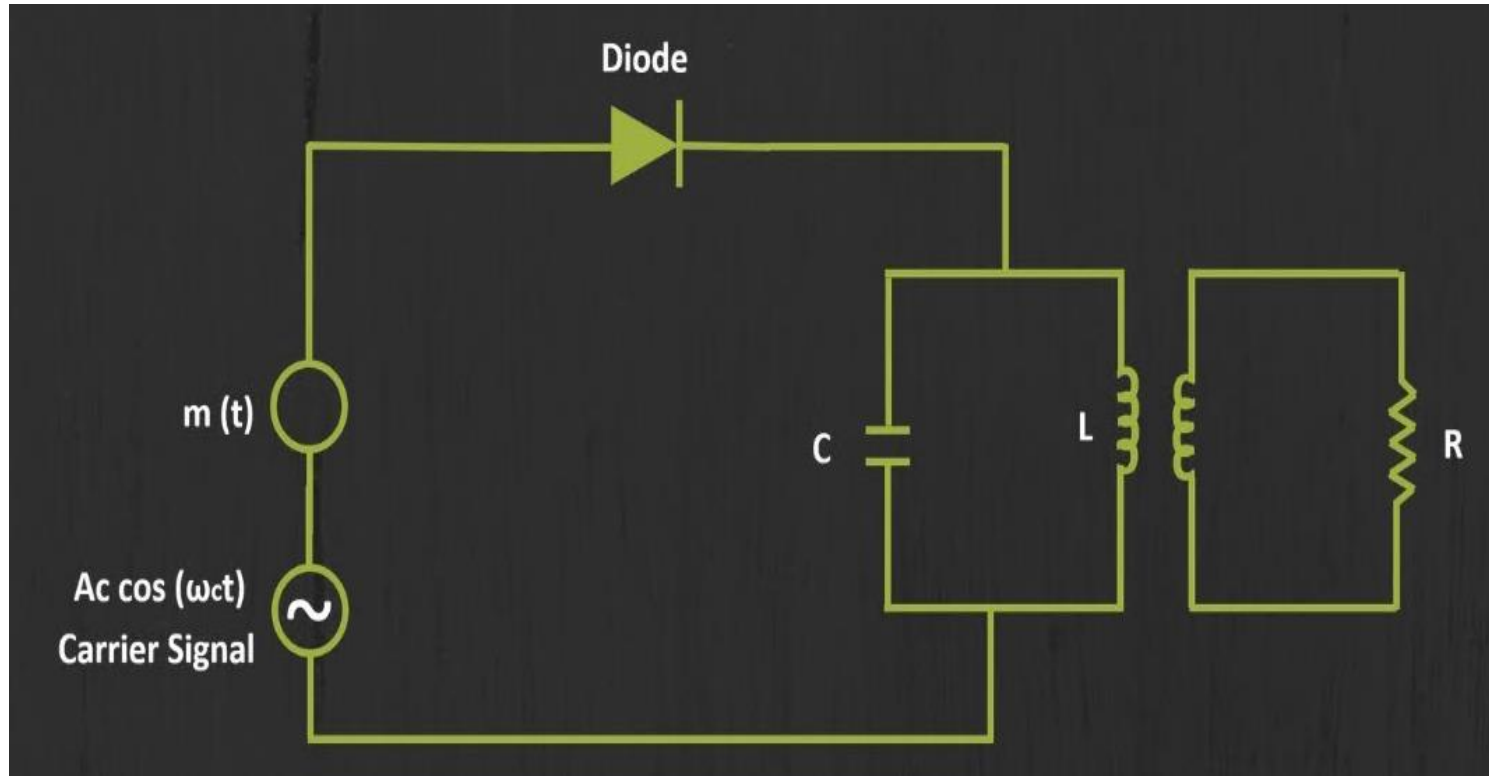 Diode
m (t)
C
L
R
Ac cos (ωct)
Carrier Signal